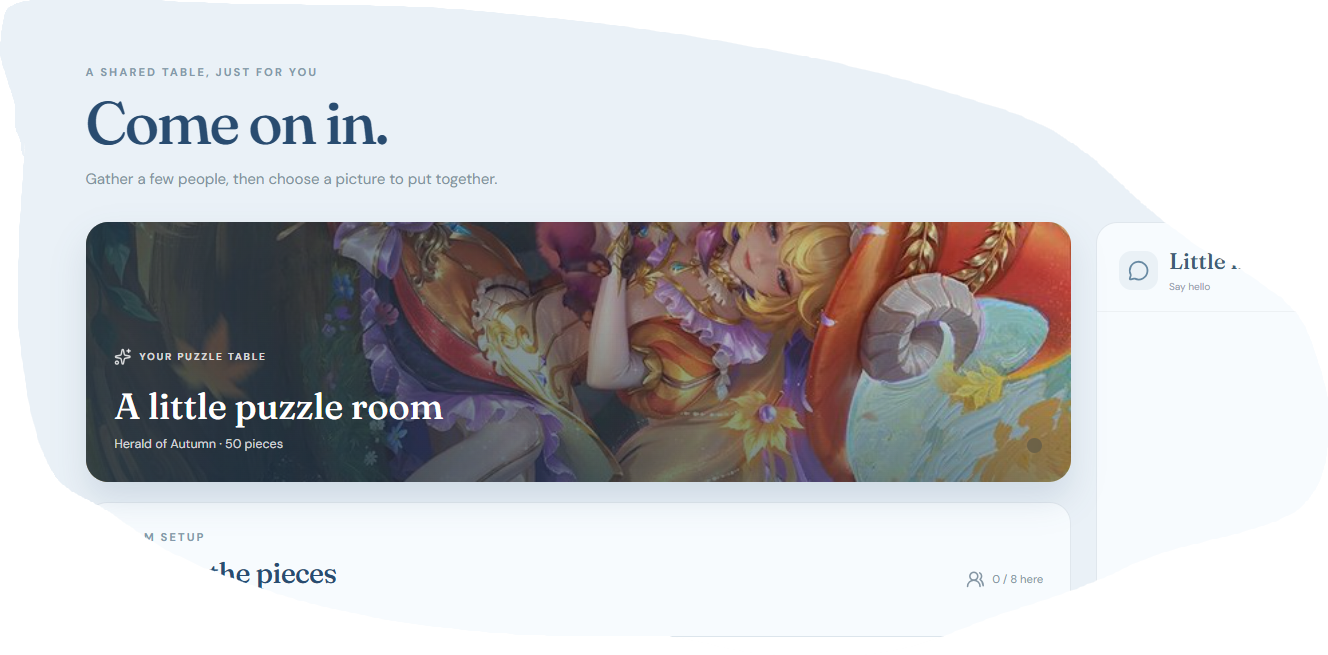 A SHARED TABLE, JUST FOR YOU
Come on in.
Gather a few people, then choose a picture to put together.
YOUR PUZZLE TABLE
A little puzzle room
Herald of Autumn · 50 pieces
Little
Say hello
SETUP
the pieces
0 / 8 here